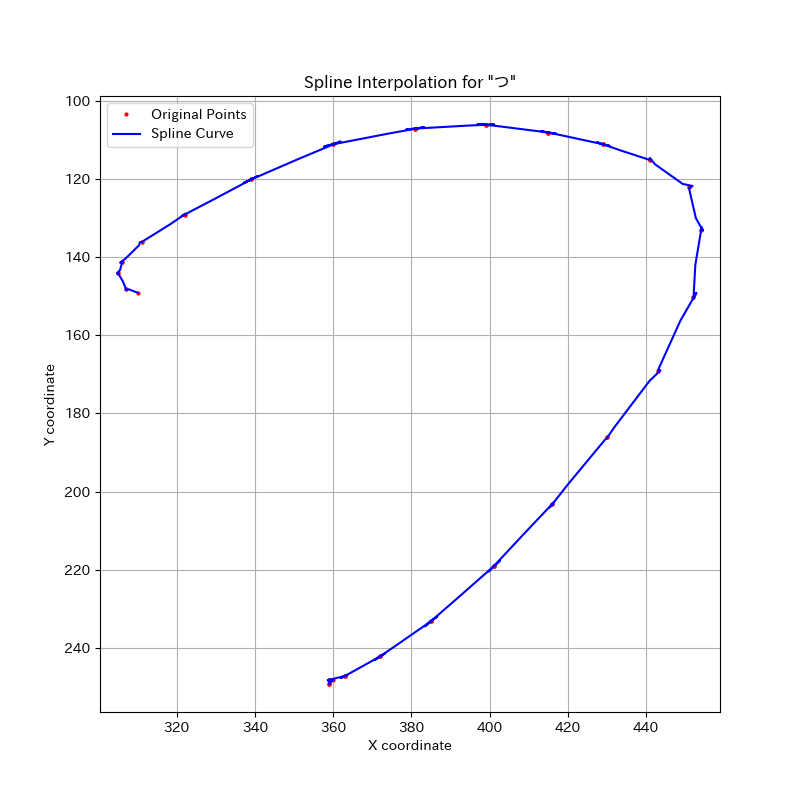 Spline Interpolation for "つ"
Original Points
Spline Curve
100
120
140
160
180
200
220
240
Y coordinate
320 340 360 380 400 420 440
X coordinate